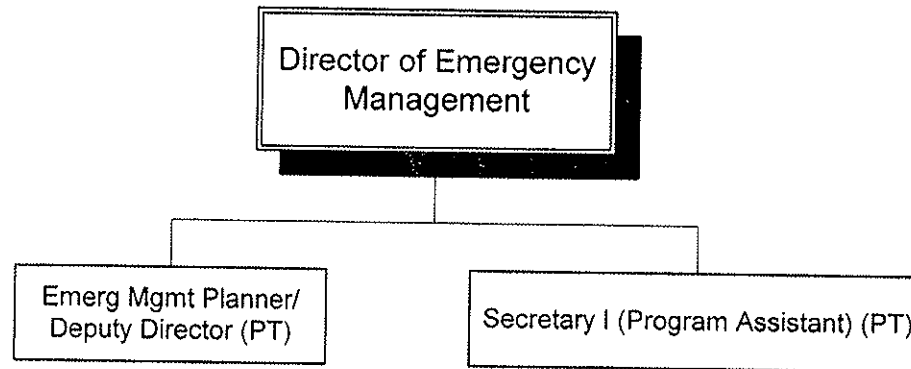 Director of Emergency
Management
Emerg Mgmt Planner/
Deputy Director (PT)
Secretary I (Program Assistant) (PT)